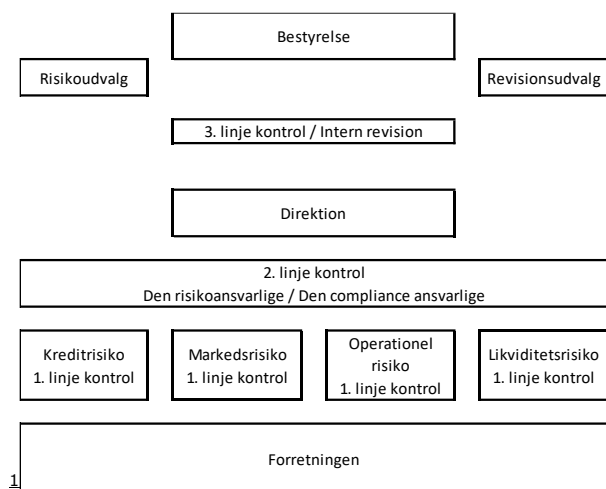 Bestyrelse
Risikoudvalg
Revisionsudvalg
3. linje kontrol / Intern revision
Direktion
2. linje kontrol
Den risikoansvarlige / Den compliance ansvarlige
Kreditrisiko
1. linje kontrol
Markedsrisiko
1. linje kontrol
Operationel
risiko
1. linje kontrol
Likviditetsrisiko
1. linje kontrol
Forretningen
1